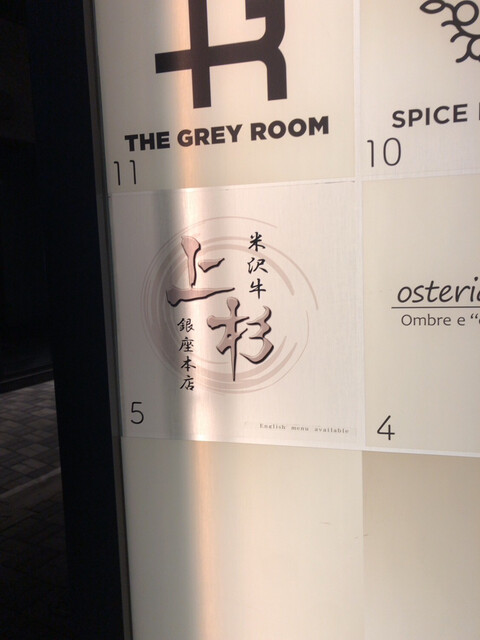 THE GREY ROOM
11
SPICE
10
米沢牛
上杉
銀座本店
English menu available
5
osteria
Ombre e "
4